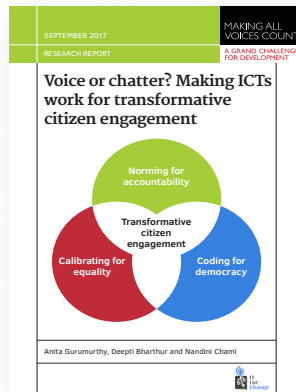 SEPTEMBER 2017
RESEARCH REPORT
MAKING ALL
VOICES COUNT
A GRAND CHALLENGE
FOR DEVELOPMENT
Voice or chatter? Making ICTs
work for transformative
citizen engagement
Norming for
accountability
Transformative
citizen
engagement
Calibrating for
equality
Coding for
democracy
Anita Gurumurthy, Deepti Bharthur and Nandini Chami
IT
for
Change